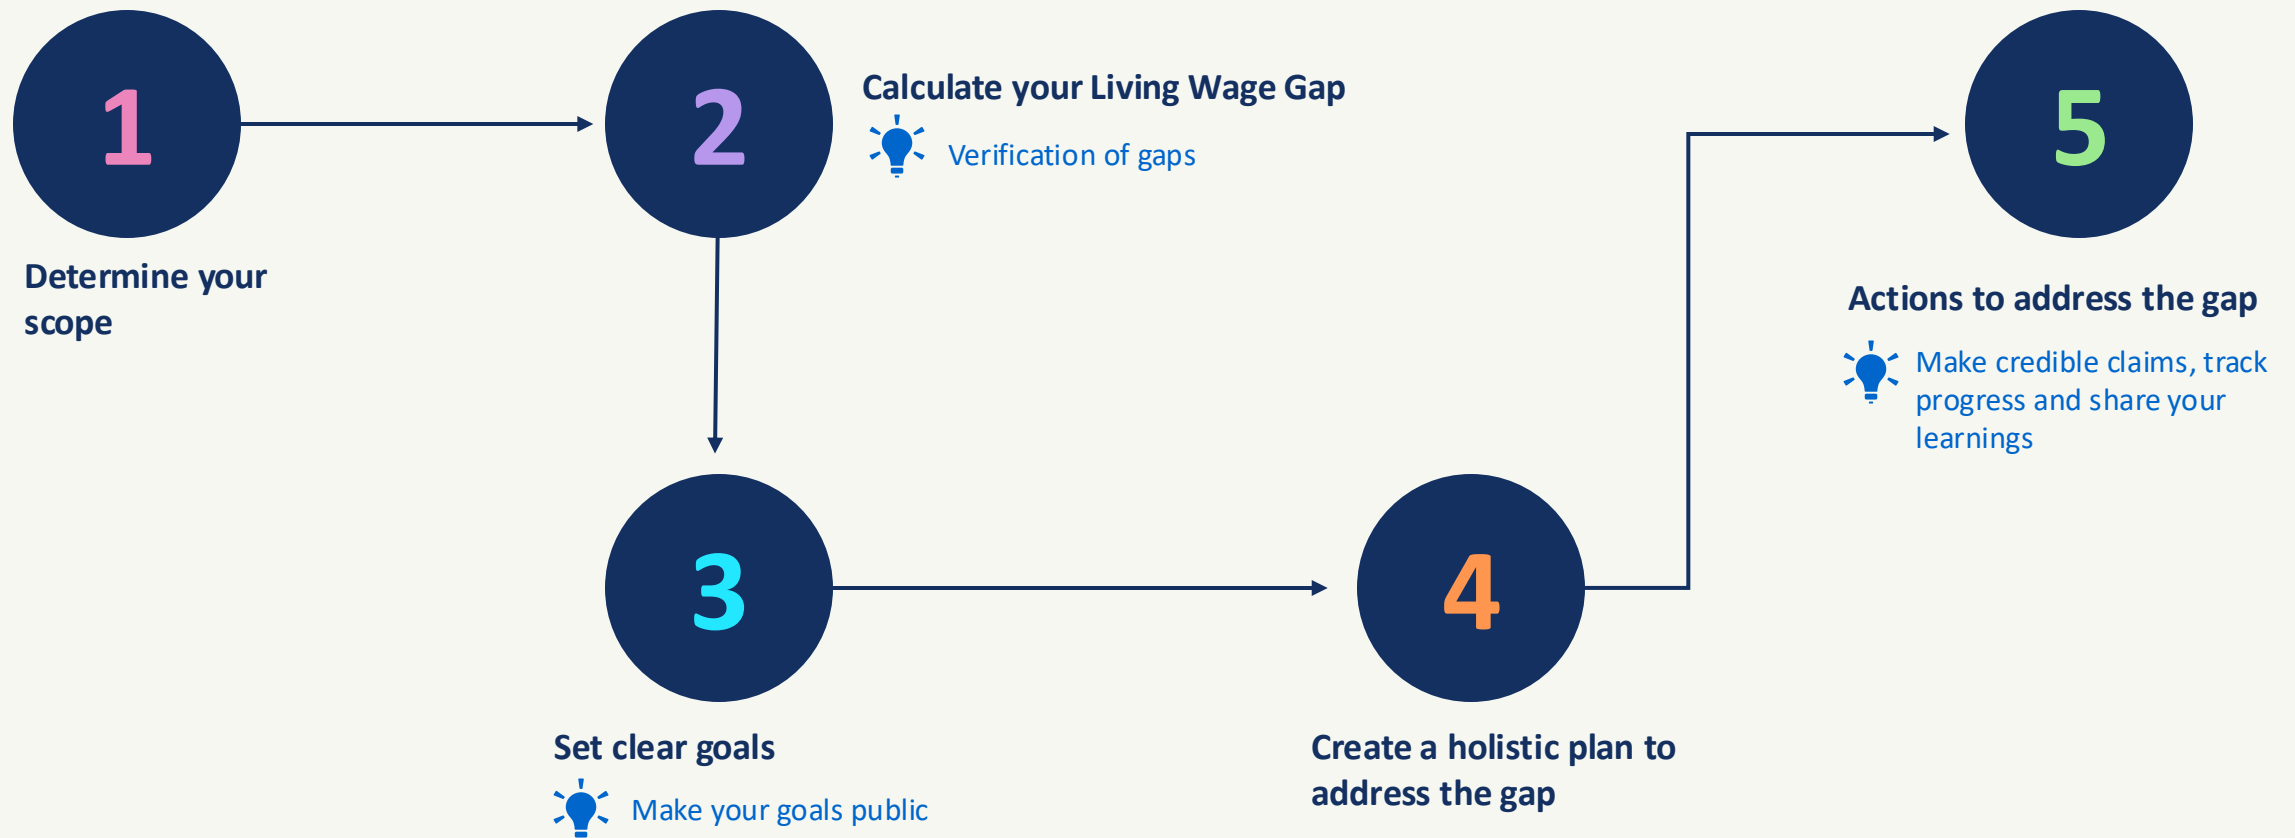 1
Determine your
scope
2
Calculate your Living Wage Gap
Verification of gaps
3
Set clear goals
Make your goals public
4
Create a holistic plan to
address the gap
5
Actions to address the gap
Make credible claims, track
progress and share your
learnings